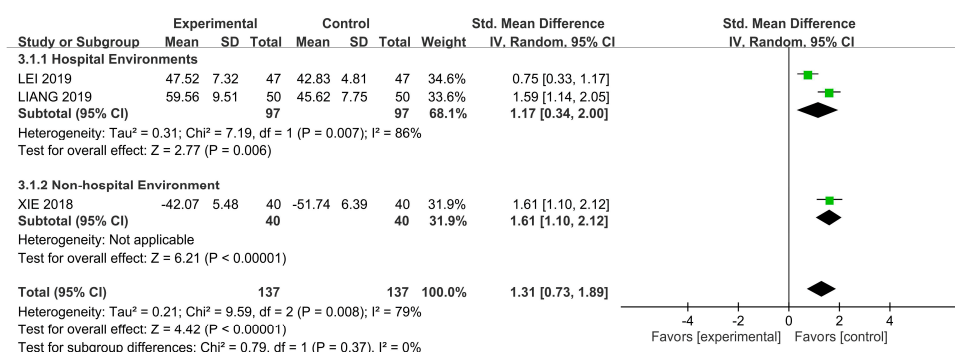 Experimental Control Std. Mean Difference Std. Mean Difference
Study or Subgroup Mean SD Total Mean SD Total Weight IV. Random. 95% CI IV. Random. 95% CI
3.1.1 Hospital Environments
LEI 2019 47.52 7.32 47 42.83 4.81 47 34.6% 0.75 [0.33, 1.17]
LIANG 2019 59.56 9.51 50 45.62 7.75 50 33.6% 1.59 [1.14, 2.05]
Subtotal (95% CI) 97 97 68.1% 1.17 [0.34, 2.00]
Heterogeneity: Tau² = 0.31; Chi² = 7.19, df = 1 (P = 0.007); I² = 86%
Test for overall effect: Z = 2.77 (P = 0.006)
3.1.2 Non-hospital Environment
XIE 2018 -42.07 5.48 40 -51.74 6.39 40 31.9% 1.61 [1.10, 2.12]
Subtotal (95% CI) 40 40 31.9% 1.61 [1.10, 2.12]
Heterogeneity: Not applicable
Test for overall effect: Z = 6.21 (P < 0.00001)
Total (95% CI) 137 137 100.0% 1.31 [0.73, 1.89]
Heterogeneity: Tau² = 0.21; Chi² = 9.59, df = 2 (P = 0.008); I² = 79%
Test for overall effect: Z = 4.42 (P < 0.00001)
Test for subgroup differences: Chi² = 0.79, df = 1 (P = 0.37), I² = 0%
-4 -2 0 2 4
Favors [experimental] Favors [control]